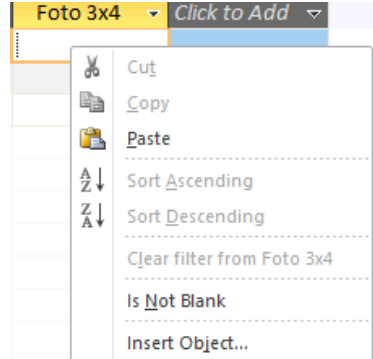 Foto 3x4 Click to Add
Cut
Copy
Paste
Sort Ascending
Sort Descending
Clear filter from Foto 3x4
Is Not Blank
Insert Object...